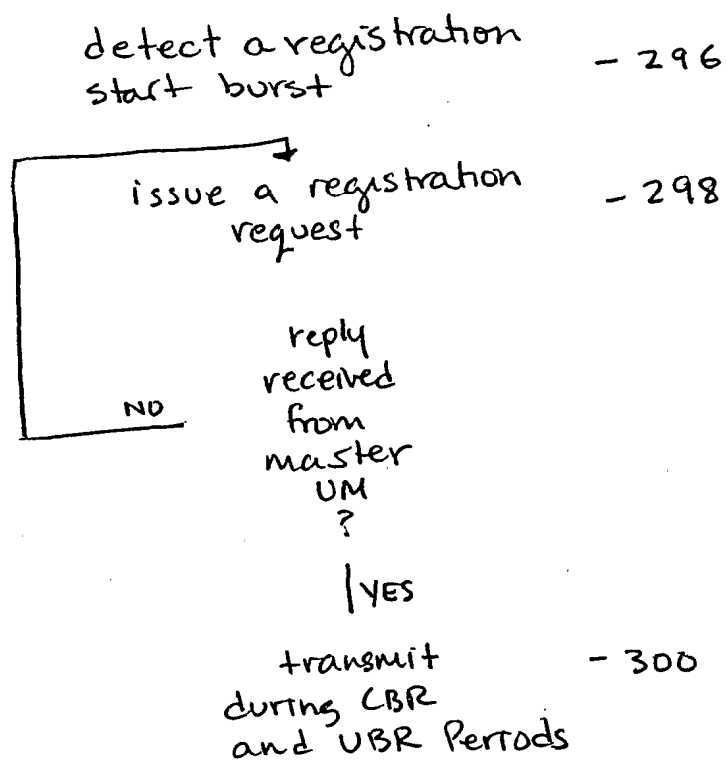 detect a registration
start burst - 296
issue a registration - 298
request
reply
received
from
NO
master
UM
?
YES
transmit - 300
during CBR
and UBR Periods